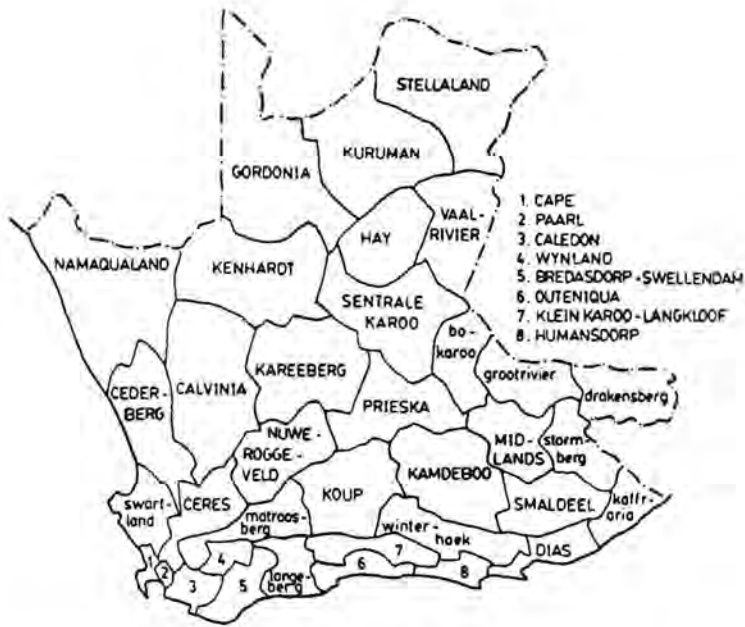 STELLALAND
KURUMAN
GORDONIA
VAAL-
RIVIER
HAY
NAMAQUALAND
KENHARDT
SENTRALE
KAROO
bo-
karoo
grootrivier
drakensberg
KAREEBERG
CEDER-
BERG
CALVINIA
PRIESKA
NUWE-
ROGGE-
VELD
MID-
LANDS
storm-
berg
KAMDEBOO
swart-
land
CERES
KOUP
SMALDEEL
kaffr-
aria
matroos-
berg
winter-
hoek
DIAS
lange-
berg
1
2
3
4
5
6
7
8
1. CAPE
2. PAARL
3. CALEDON
4. WYNLAND
5. BREDASDORP-SWELLENDAM
6. OUTENIQUA
7. KLEIN KAROO-LANGKLOOF
8. HUMANSDORP